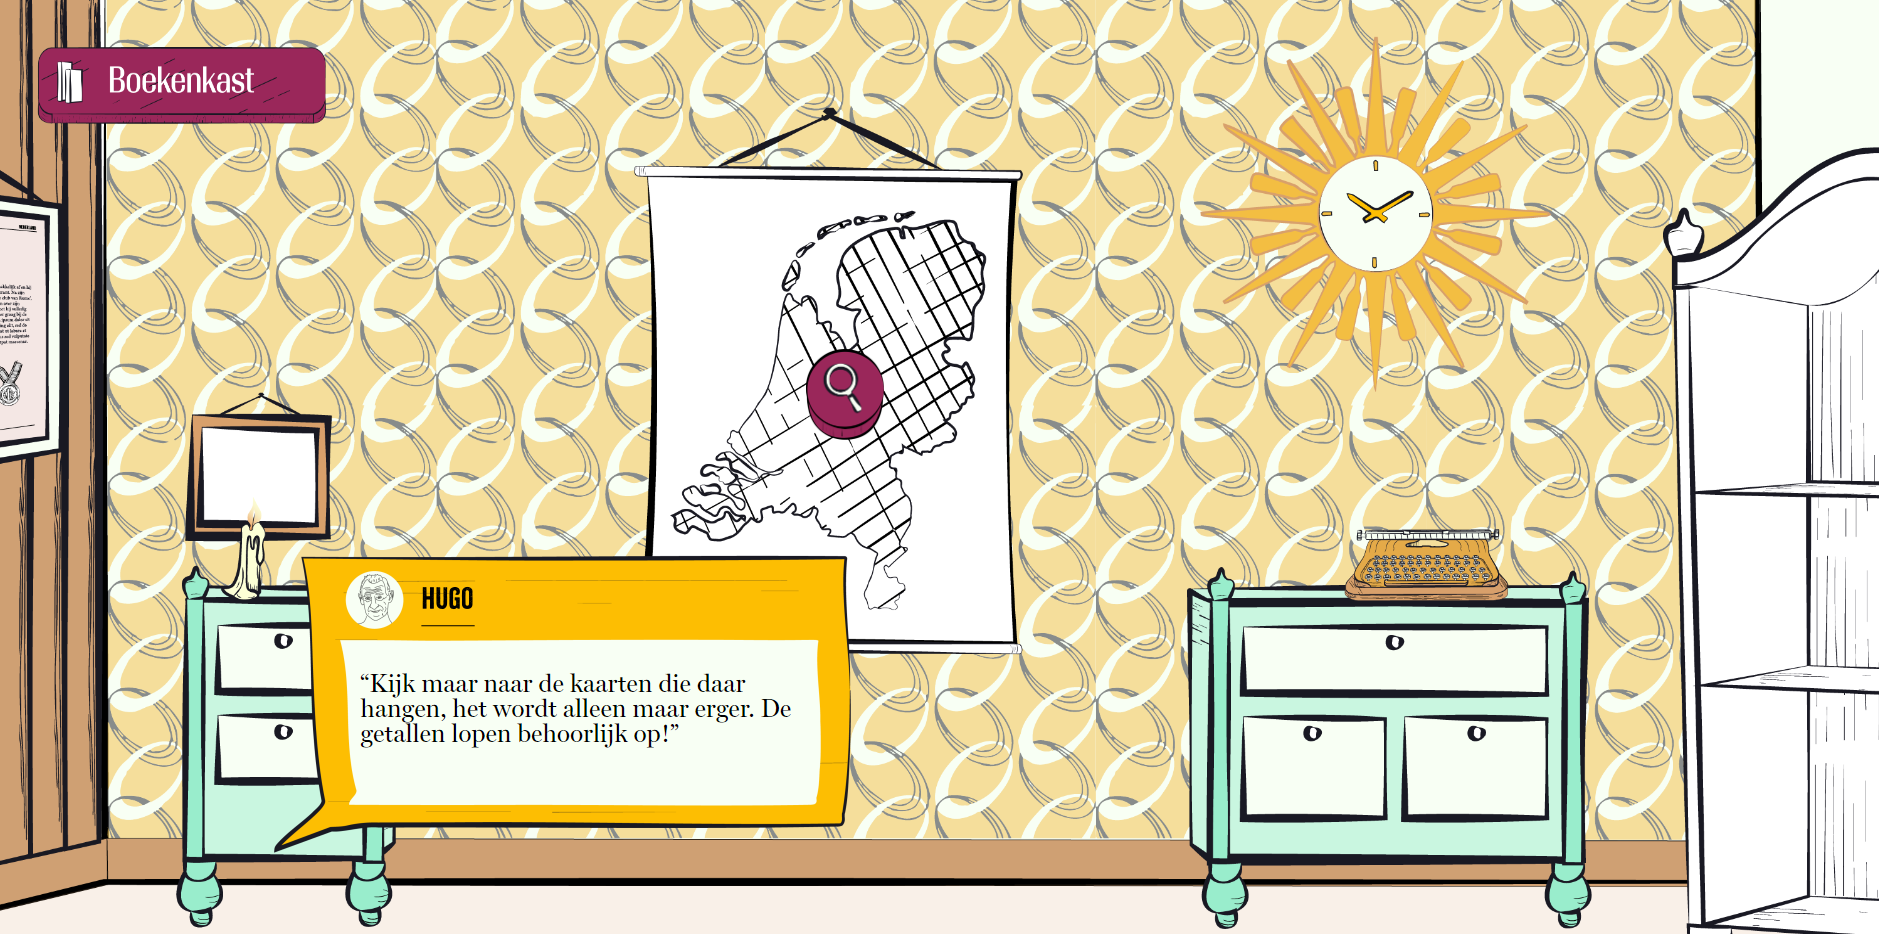 Boekenkast
HUGO
“Kijk maar naar de kaarten die daar
hangen, het wordt alleen maar erger. De
getallen lopen behoorlijk op!”